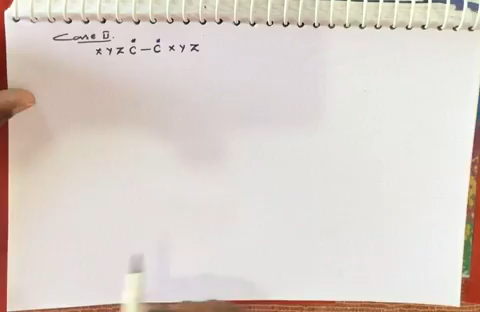 Case II.
x y z Ċ – Ċ x y z